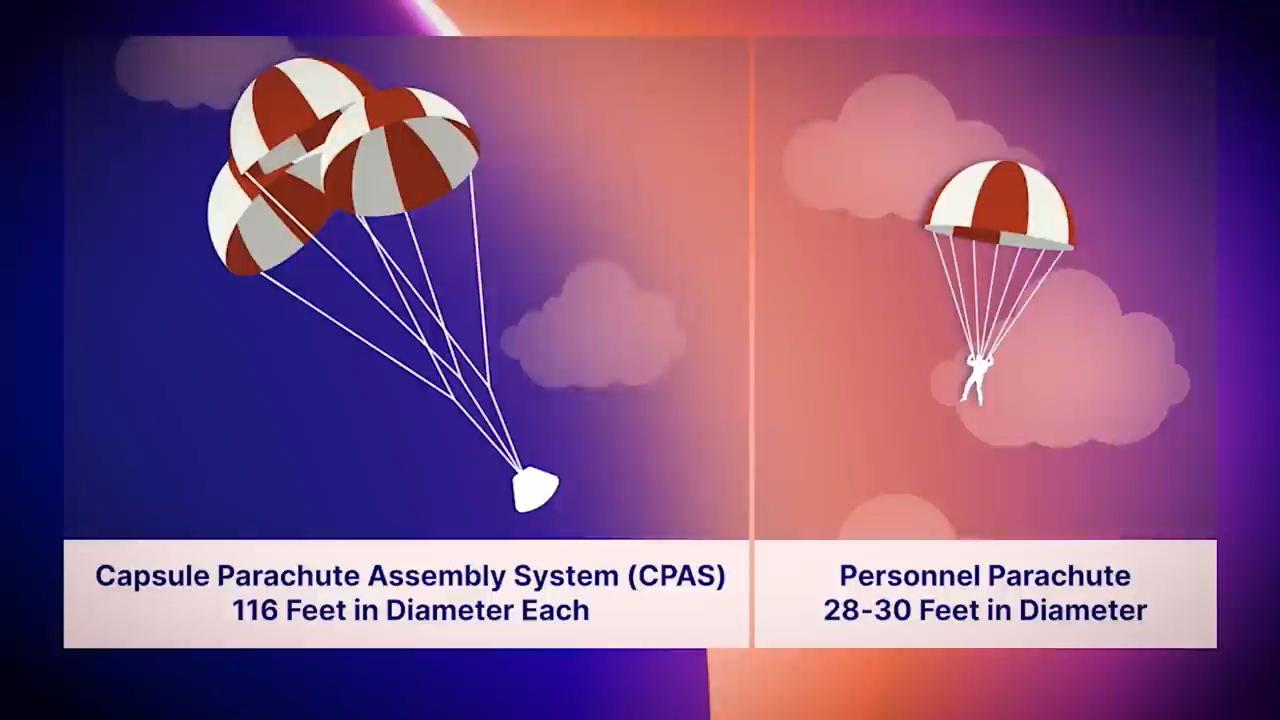 Capsule Parachute Assembly System (CPAS)
116 Feet in Diameter Each
Personnel Parachute
28-30 Feet in Diameter